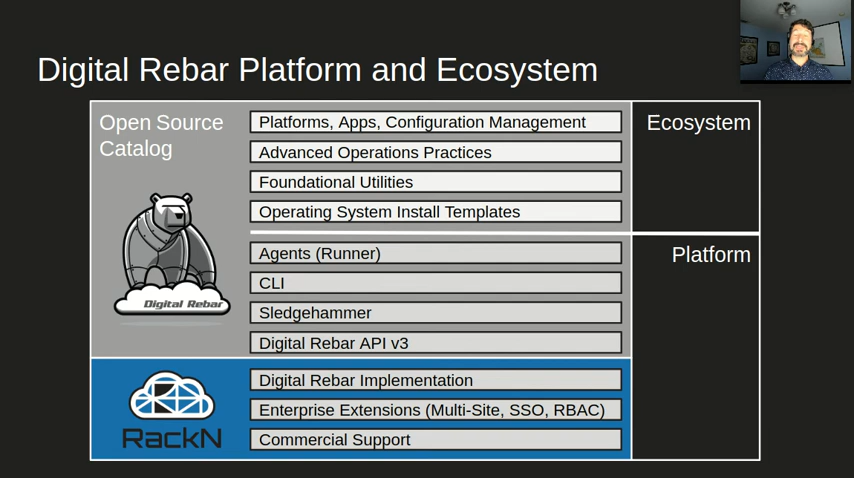 Digital Rebar Platform and Ecosystem
Open Source
Catalog
Platforms, Apps, Configuration Management
Advanced Operations Practices
Foundational Utilities
Operating System Install Templates
Ecosystem
Digital Rebar
Agents (Runner)
CLI
Sledgehammer
Digital Rebar API v3
Platform
RackN
Digital Rebar Implementation
Enterprise Extensions (Multi-Site, SSO, RBAC)
Commercial Support